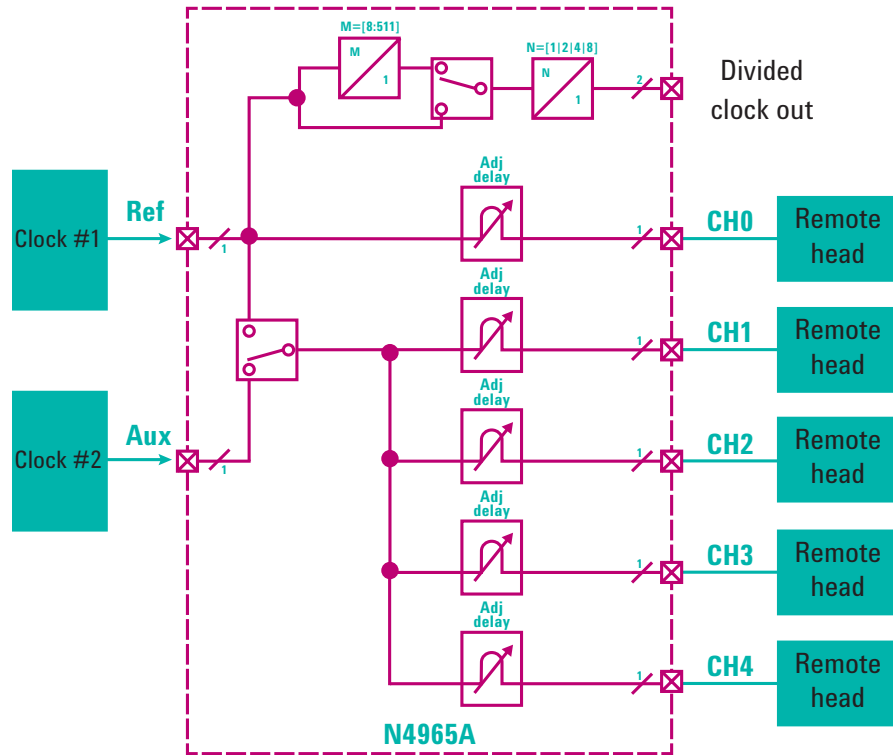 M=[8:511]
M
1
N=[1|2|4|8]
N
1
2
Divided
clock out
Clock #1
Ref
1
Adj
delay
1
CH0
Remote
head
Adj
delay
1
CH1
Remote
head
Clock #2
Aux
1
Adj
delay
1
CH2
Remote
head
Adj
delay
1
CH3
Remote
head
Adj
delay
1
CH4
Remote
head
N4965A